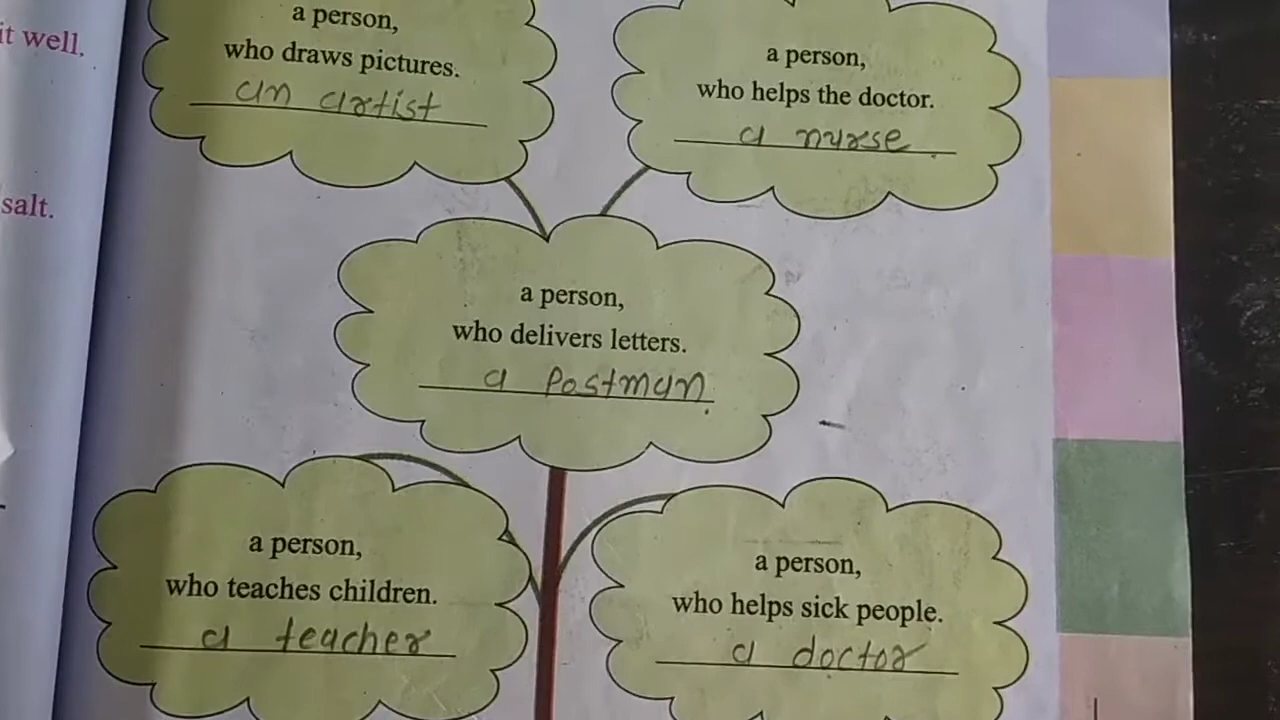 it well.
salt.
a person,
who draws pictures.
an artist
a person,
who helps the doctor.
a nurse.
a person,
who delivers letters.
a Postman.
a person,
who teaches children.
a teacher
a person,
who helps sick people.
a doctor